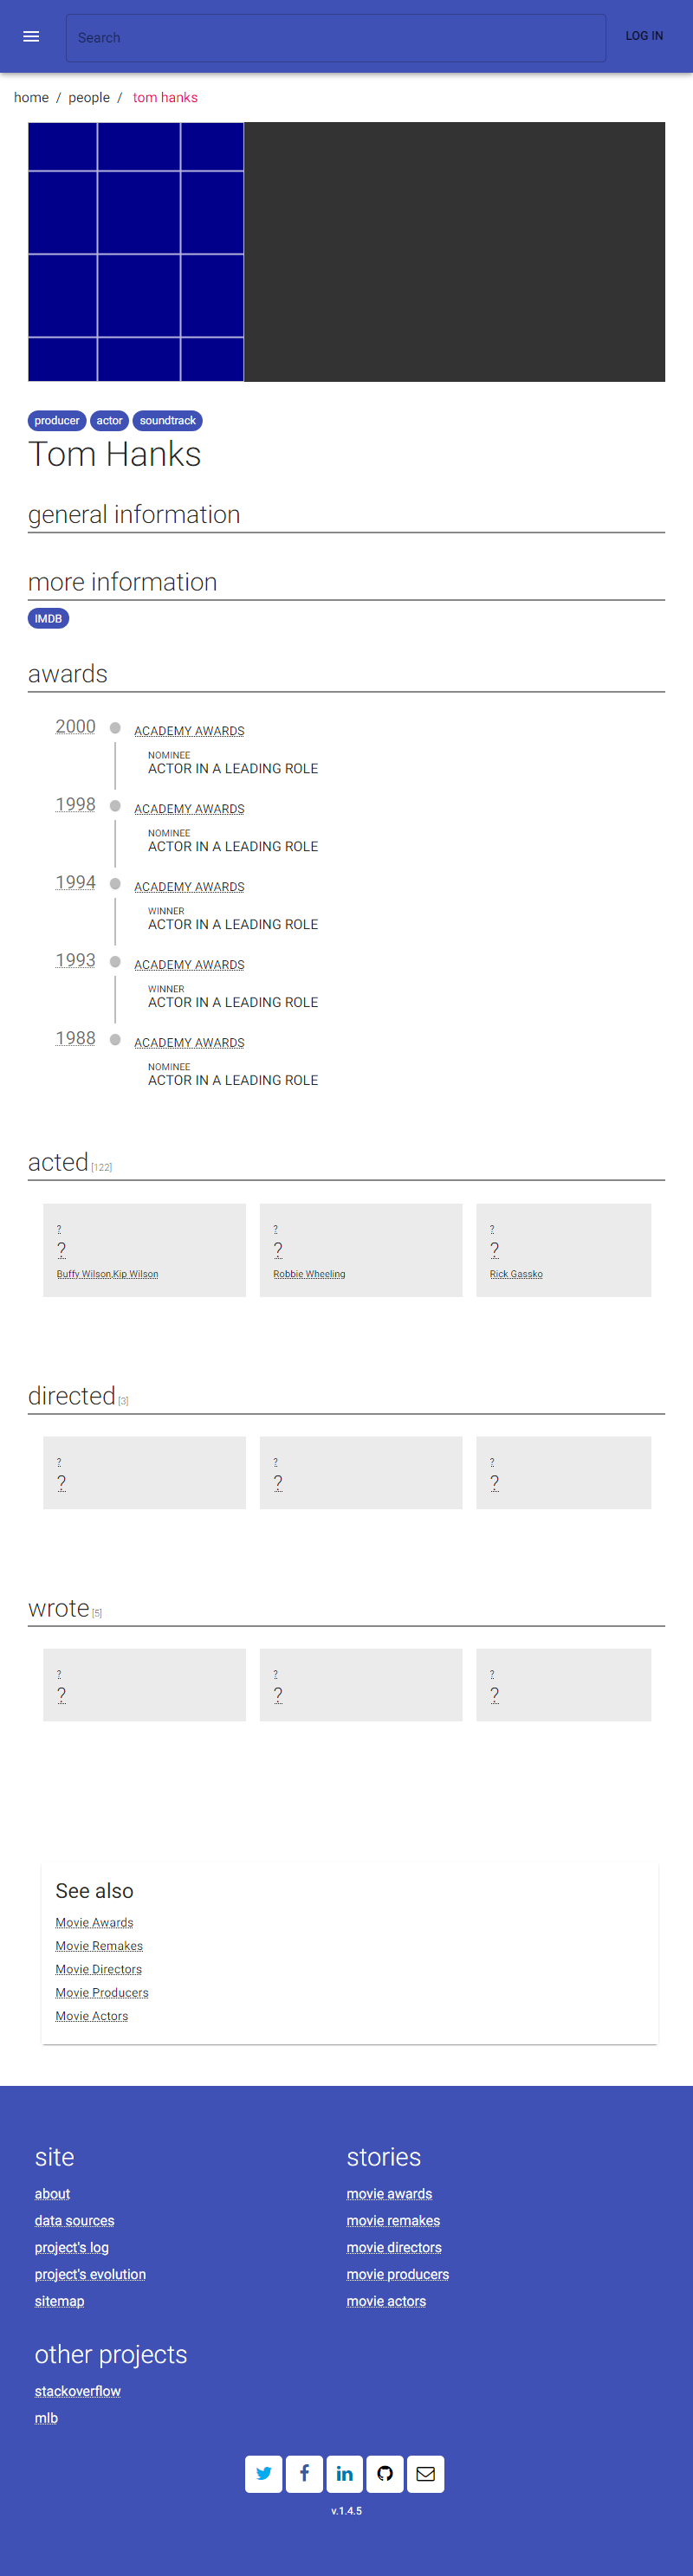 Search
LOG IN
home / people / tom hanks
producer actor soundtrack
Tom Hanks
general information
more information
IMDB
awards
2000 ACADEMY AWARDS
NOMINEE
ACTOR IN A LEADING ROLE
1998 ACADEMY AWARDS
NOMINEE
ACTOR IN A LEADING ROLE
1994 ACADEMY AWARDS
WINNER
ACTOR IN A LEADING ROLE
1993 ACADEMY AWARDS
WINNER
ACTOR IN A LEADING ROLE
1988 ACADEMY AWARDS
NOMINEE
ACTOR IN A LEADING ROLE
acted [122]
?
?
Buffy Wilson,Kip Wilson
?
?
Robbie Wheeling
?
?
Rick Gassko
directed [3]
?
?
?
?
?
?
wrote [5]
?
?
?
?
?
?
See also
Movie Awards
Movie Remakes
Movie Directors
Movie Producers
Movie Actors
site
about
data sources
project's log
project's evolution
sitemap
stories
movie awards
movie remakes
movie directors
movie producers
movie actors
other projects
stackoverflow
mlb
v.1.4.5